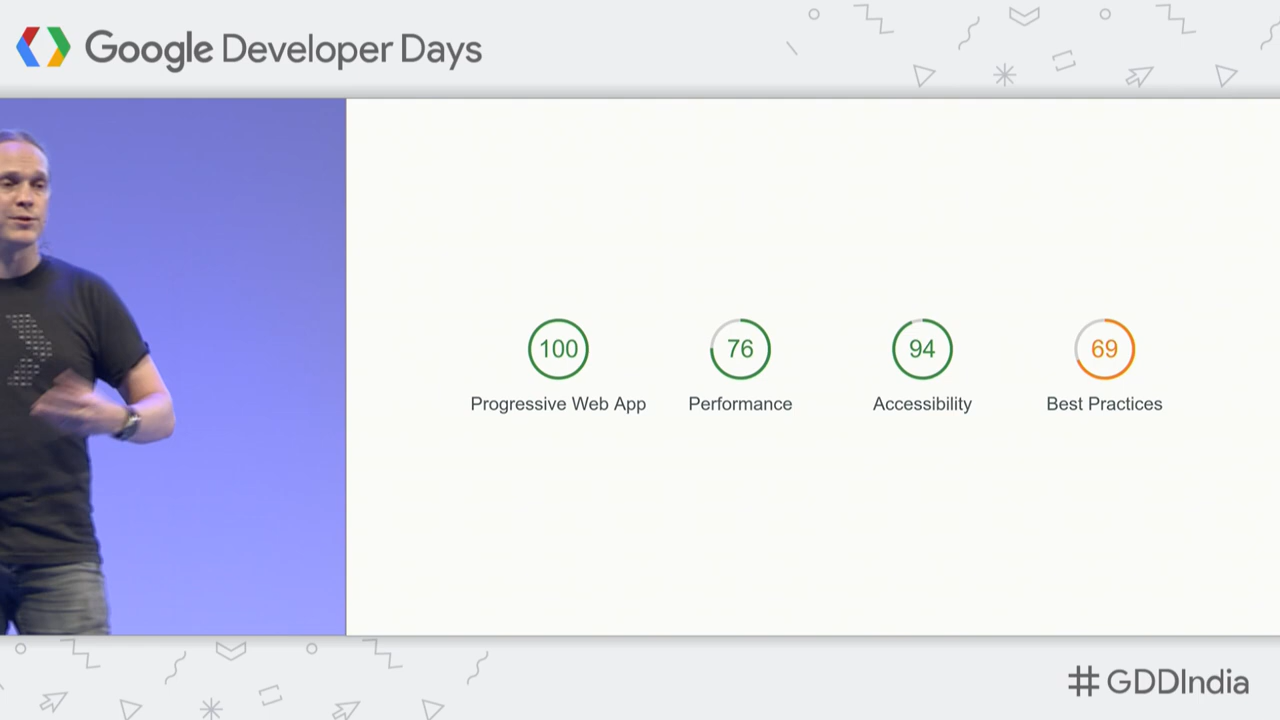 Google Developer Days
100
76
94
69
Progressive Web App
Performance
Accessibility
Best Practices
#GDDIndia